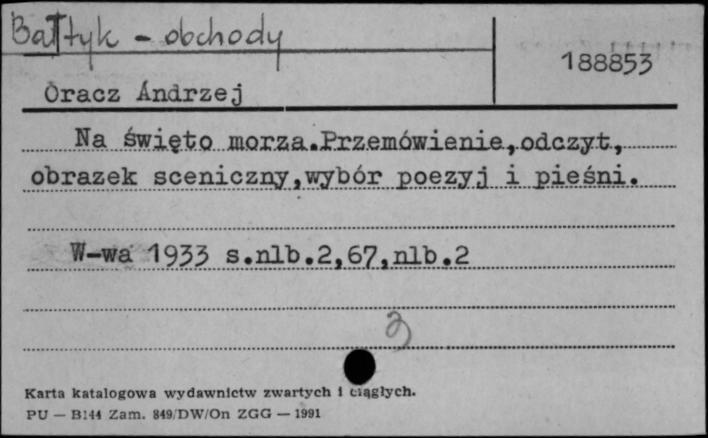 Bałtyk - obchody
188853
Oracz Andrzej
Na święto morza.Przemówienie,odczyt,
obrazek sceniczny,wybór poezyj i pieśni.
W-wa 1933 s.nlb.2,67,nlb.2
Karta katalogowa wydawnictw zwartych i ciągłych.
PU — B144 Zam. 849/DW/On ZGG — 1991